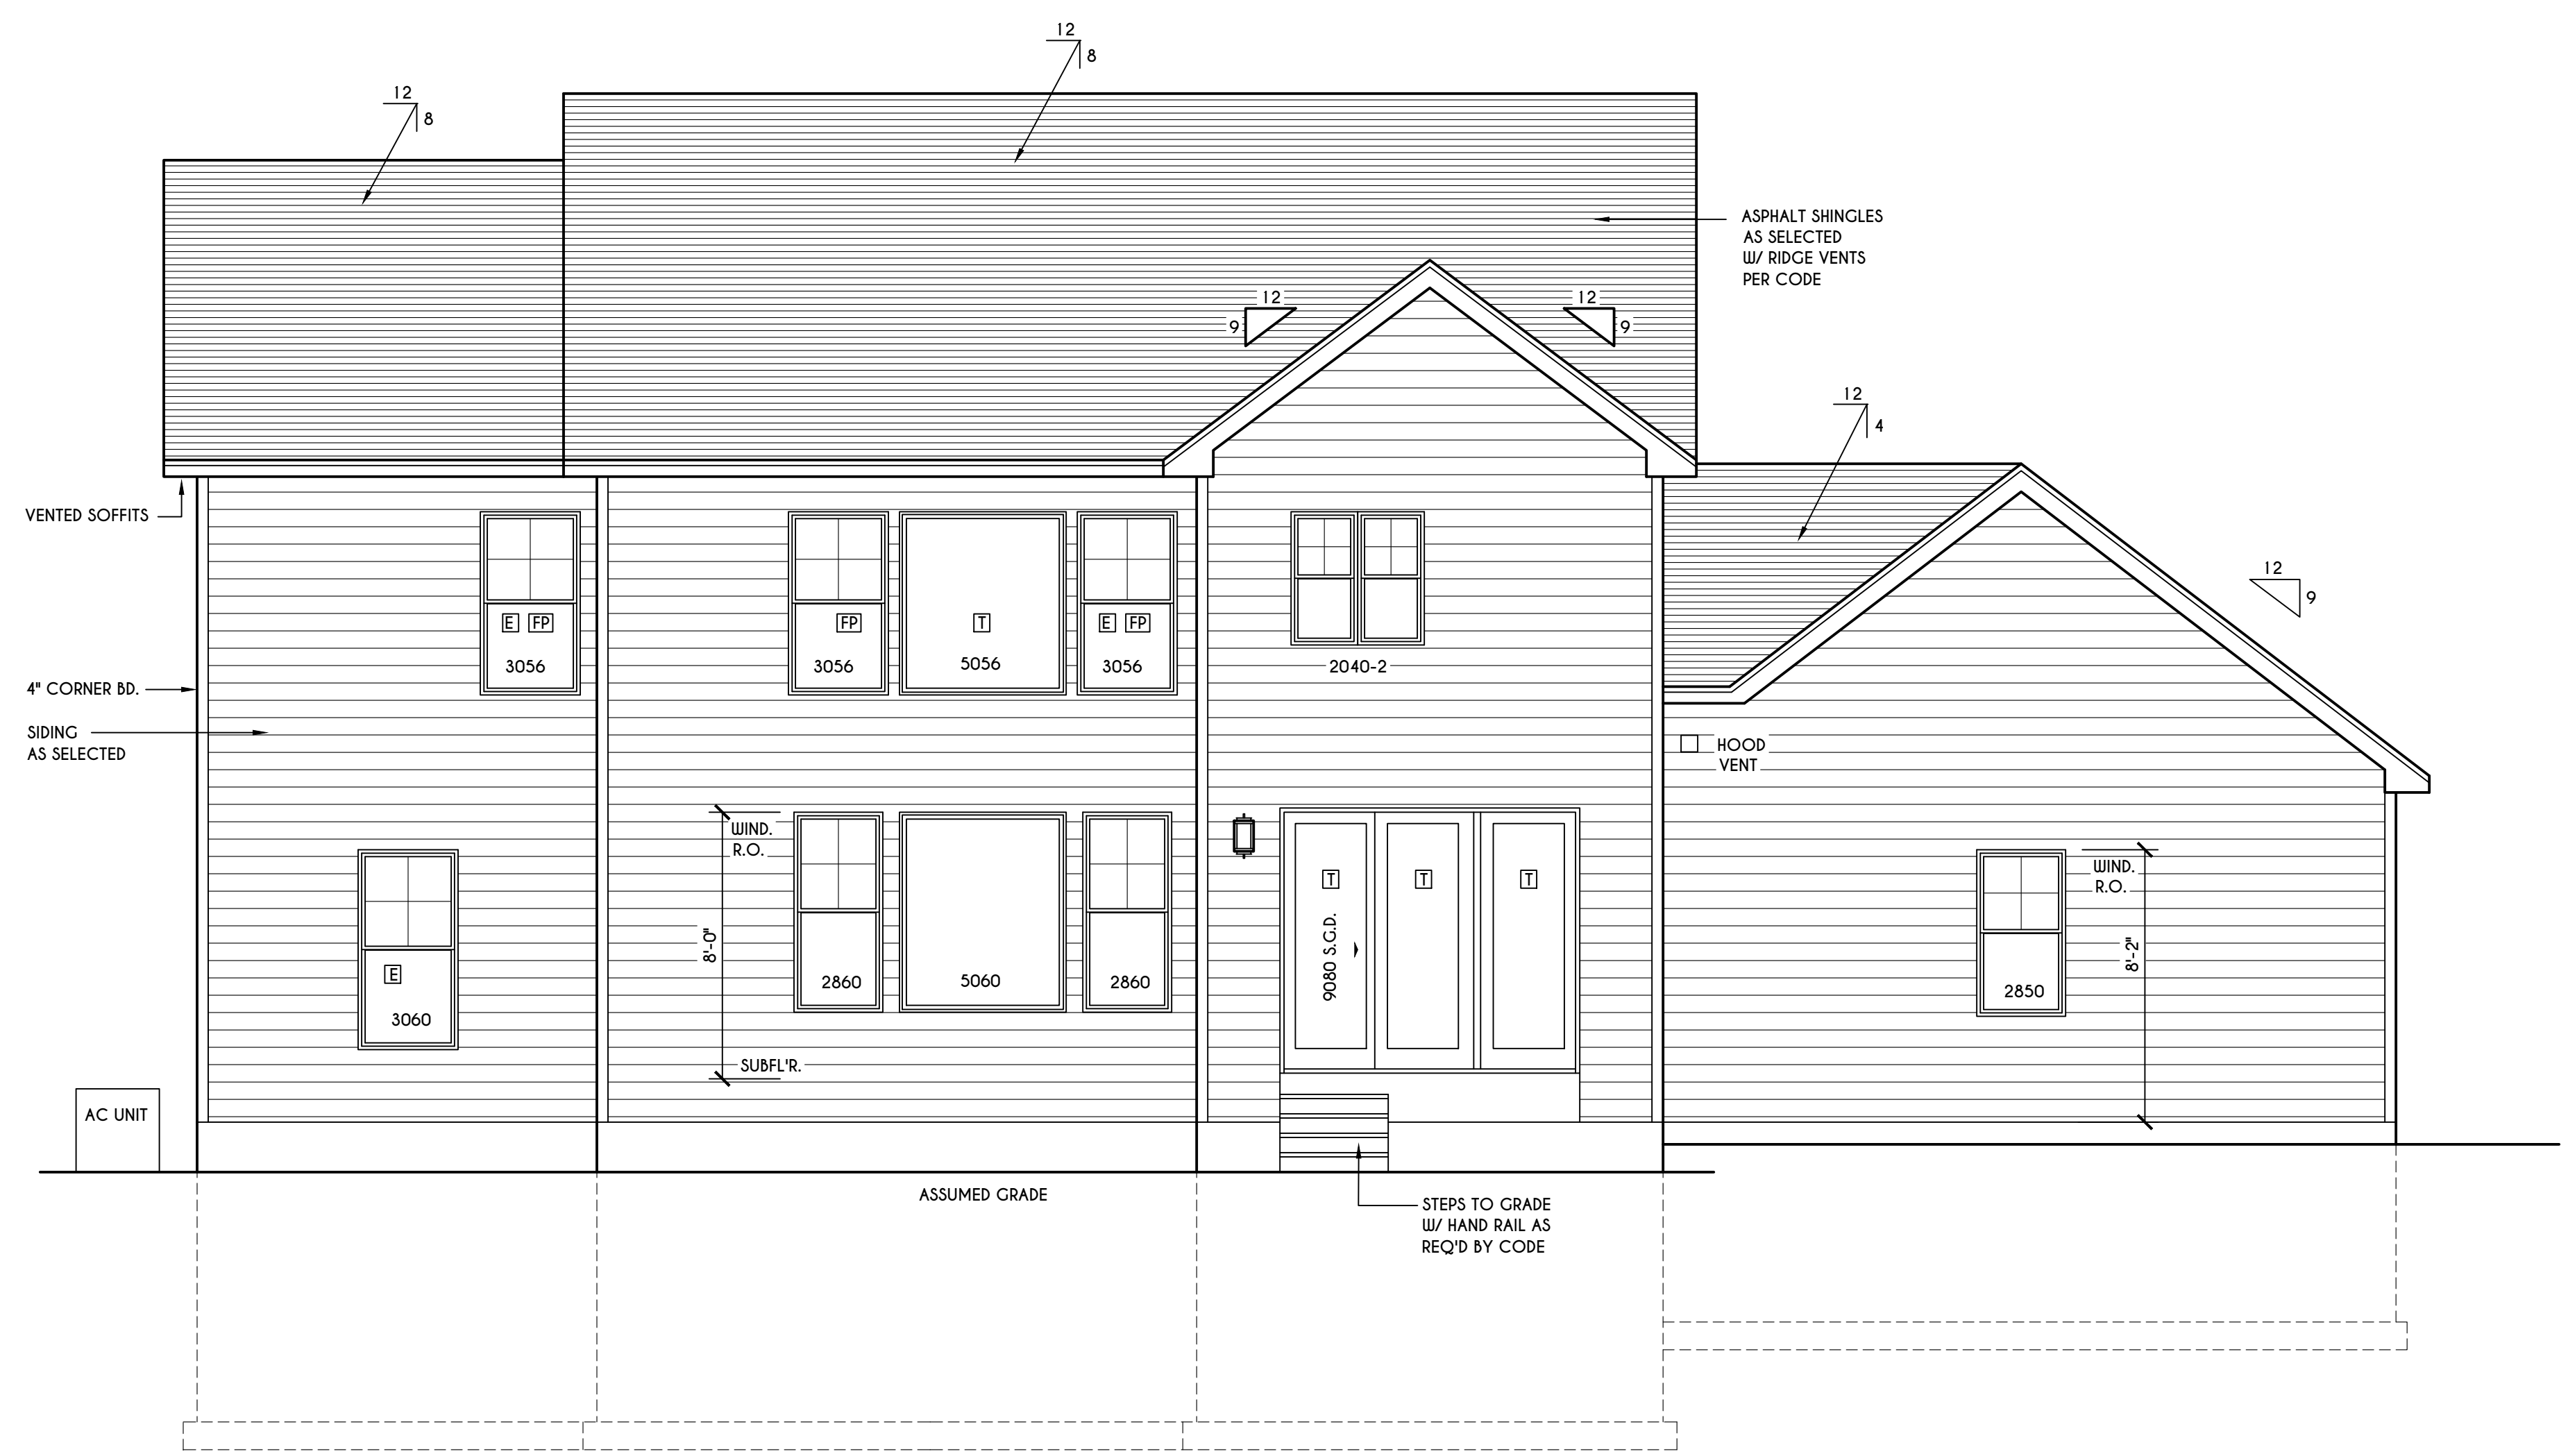 12
8
12
8
ASPHALT SHINGLES
AS SELECTED
W/ RIDGE VENTS
PER CODE
12
9
12
9
12
4
VENTED SOFFITS
12
9
E FP
3056
FP
3056
T
5056
E FP
3056
2040-2
4" CORNER BD.
SIDING
AS SELECTED
HOOD
VENT
WIND.
R.O.
8'-0"
SUBFL'R.
E
3060
2860
5060
2860
T
T
T
9080 S.G.D.
WIND.
R.O.
8'-2"
2850
AC UNIT
ASSUMED GRADE
STEPS TO GRADE
W/ HAND RAIL AS
REQ'D BY CODE